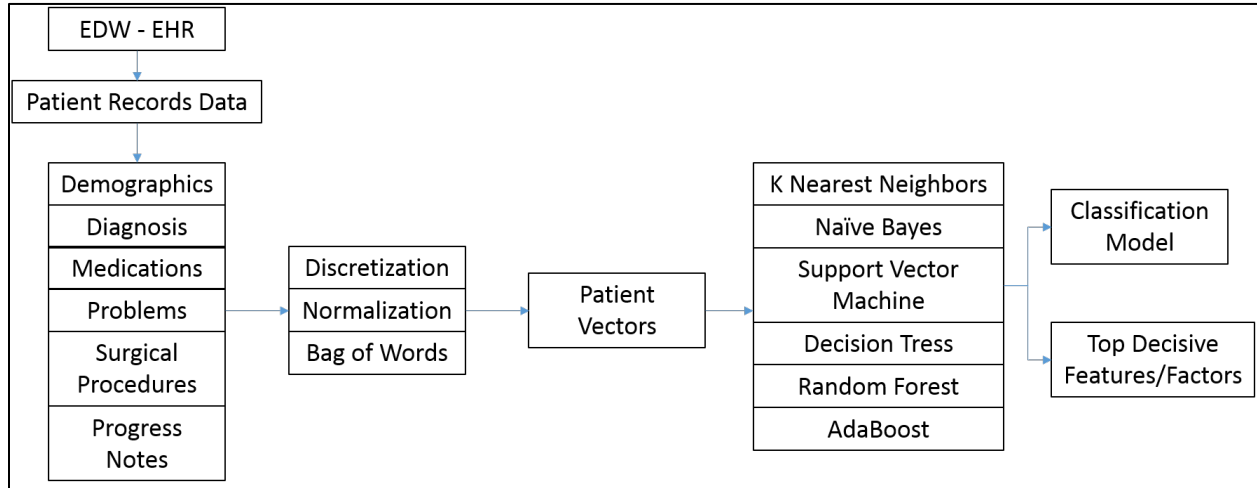 EDW - EHR
Patient Records Data
Demographics
Diagnosis
Medications
Problems
Surgical
Procedures
Progress
Notes
Discretization
Normalization
Bag of Words
Patient
Vectors
K Nearest Neighbors
Naïve Bayes
Support Vector
Machine
Decision Tress
Random Forest
AdaBoost
Classification
Model
Top Decisive
Features/Factors